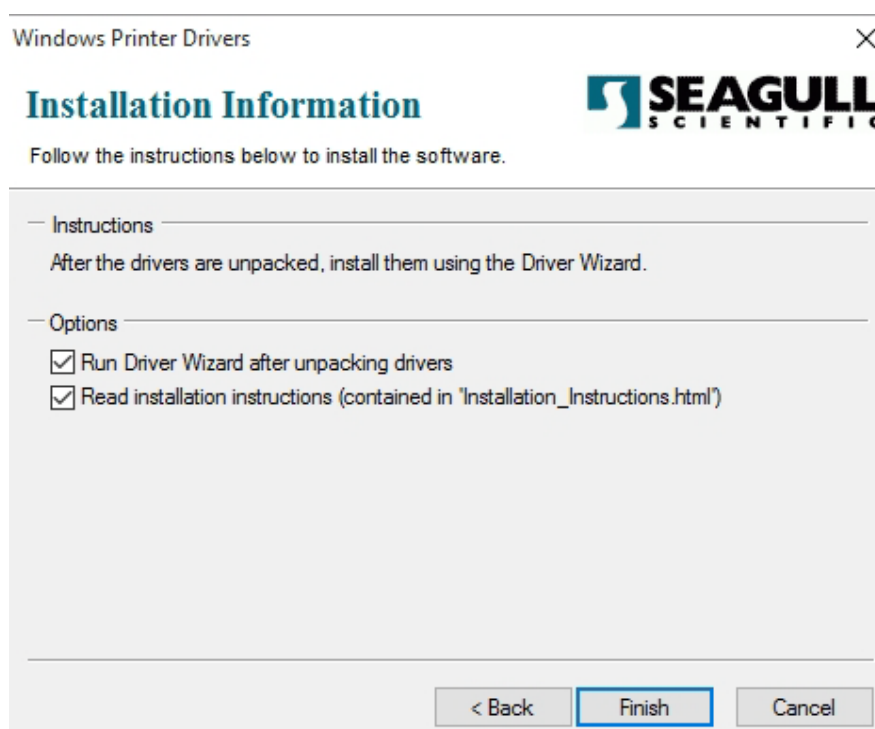 Windows Printer Drivers
Installation Information
SEAGULL
SCIENTIFIC
Follow the instructions below to install the software.
Instructions
After the drivers are unpacked, install them using the Driver Wizard.
Options
Run Driver Wizard after unpacking drivers
Read installation instructions (contained in "Installation_Instructions.html")
< Back
Finish
Cancel